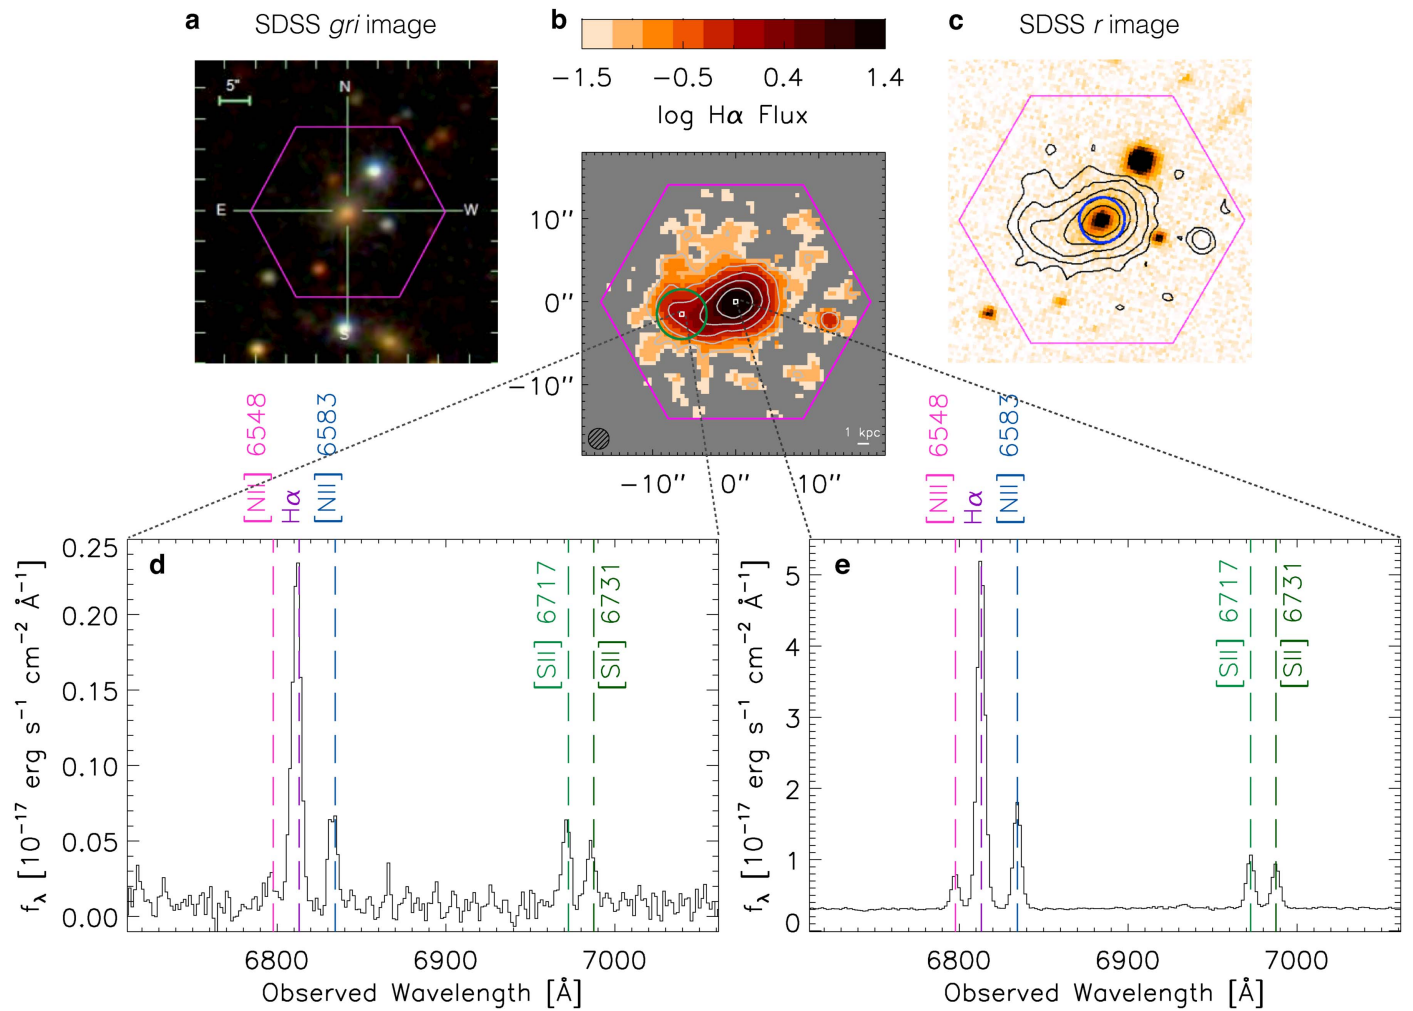 a SDSS gri image
5"
N
E
W
S
b
−1.5 −0.5 0.4 1.4
log Hα Flux
10″
0″
−10″
1 kpc
−10″ 0″ 10″
c SDSS r image
[NII] 6548
Hα
[NII] 6583
d
[SII] 6717
[SII] 6731
0.25
0.20
0.15
0.10
0.05
0.00
fλ [10⁻¹⁷ erg s⁻¹ cm⁻² Å⁻¹]
6800 6900 7000
Observed Wavelength [Å]
[NII] 6548
Hα
[NII] 6583
e
[SII] 6717
[SII] 6731
5
4
3
2
1
0
fλ [10⁻¹⁷ erg s⁻¹ cm⁻² Å⁻¹]
6800 6900 7000
Observed Wavelength [Å]